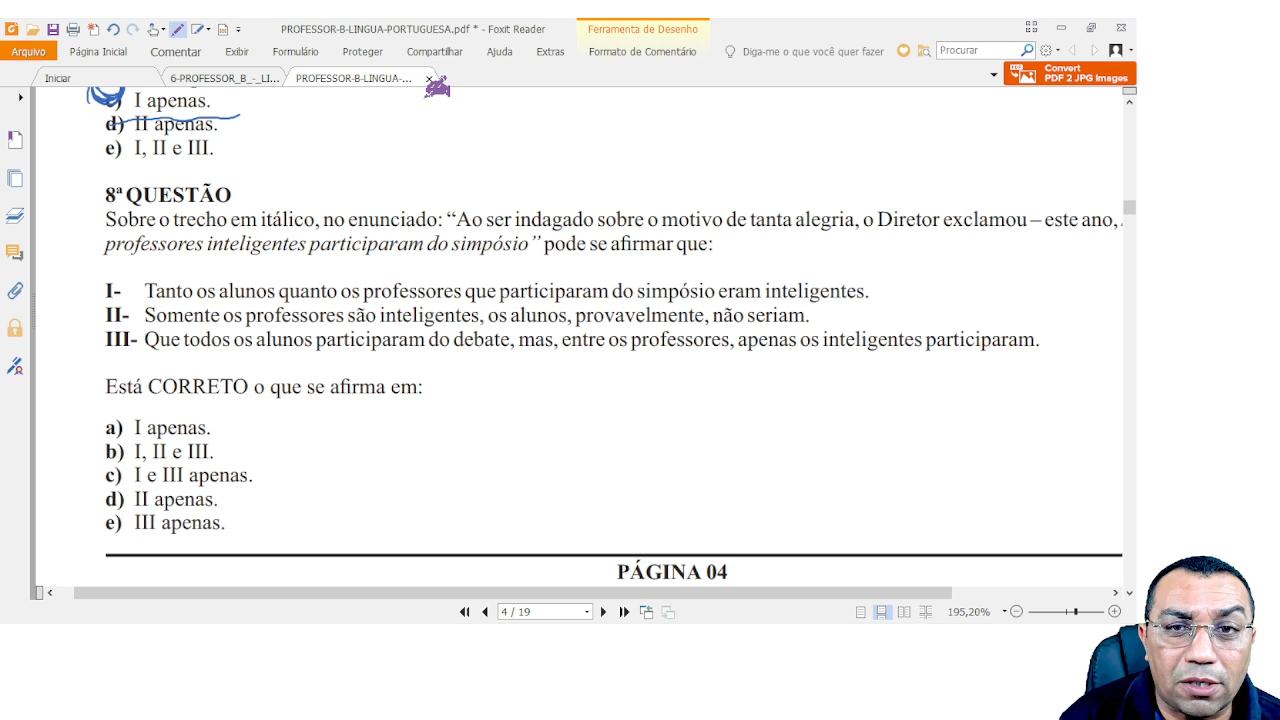 PROFESSOR-B-LINGUA-PORTUGUESA.pdf * - Foxit Reader
Ferramenta de Desenho
Arquivo Página Inicial Comentar Exibir Formulário Proteger Compartilhar Ajuda Extras Formato de Comentário Diga-me o que você quer fazer Procurar
Convert
PDF 2 JPG Images
Iniciar 6-PROFESSOR_B_-_LI... PROFESSOR-B-LINGUA-...
c) I apenas.
d) II apenas.
e) I, II e III.
8ª QUESTÃO
Sobre o trecho em itálico, no enunciado: “Ao ser indagado sobre o motivo de tanta alegria, o Diretor exclamou – este ano,
professores inteligentes participaram do simpósio” pode se afirmar que:
I- Tanto os alunos quanto os professores que participaram do simpósio eram inteligentes.
II- Somente os professores são inteligentes, os alunos, provavelmente, não seriam.
III- Que todos os alunos participaram do debate, mas, entre os professores, apenas os inteligentes participaram.
Está CORRETO o que se afirma em:
a) I apenas.
b) I, II e III.
c) I e III apenas.
d) II apenas.
e) III apenas.
PÁGINA 04
4 / 19
195,20%